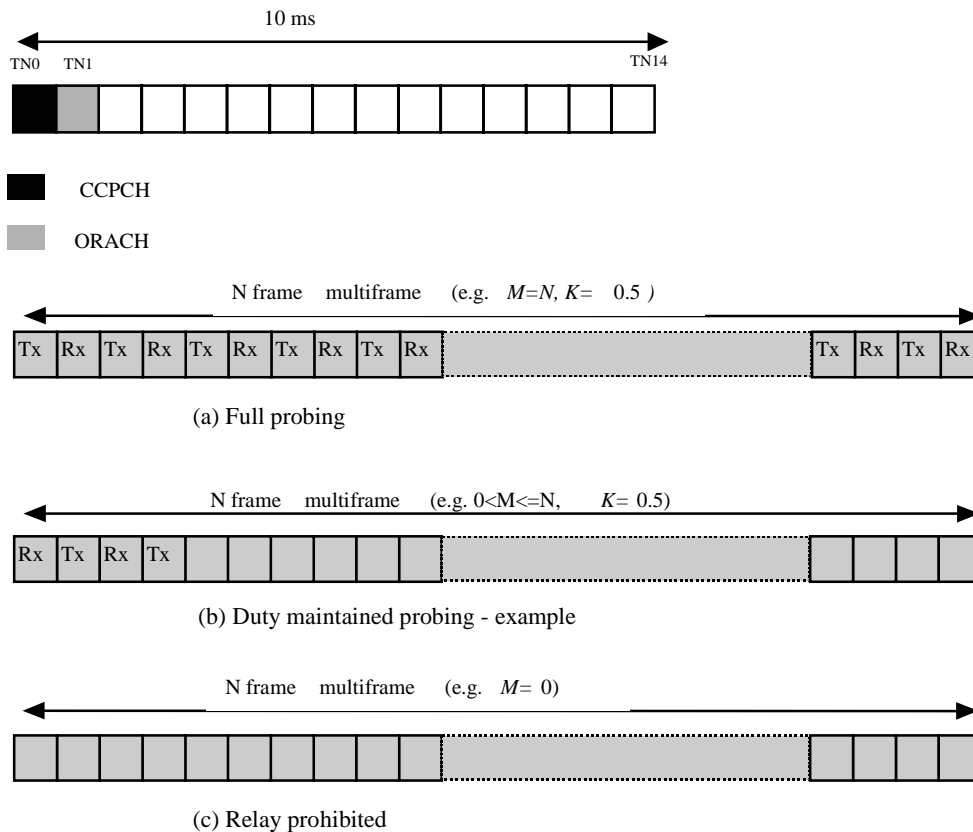 10 ms
TN0 TN1 TN14
CCPCH
ORACH
N frame multiframe (e.g. M=N, K= 0.5 )
Tx Rx Tx Rx Tx Rx Tx Rx Tx Rx Tx Rx Tx Rx
(a) Full probing
N frame multiframe (e.g. 0<M<=N, K= 0.5)
Rx Tx Rx Tx
(b) Duty maintained probing - example
N frame multiframe (e.g. M= 0)
(c) Relay prohibited